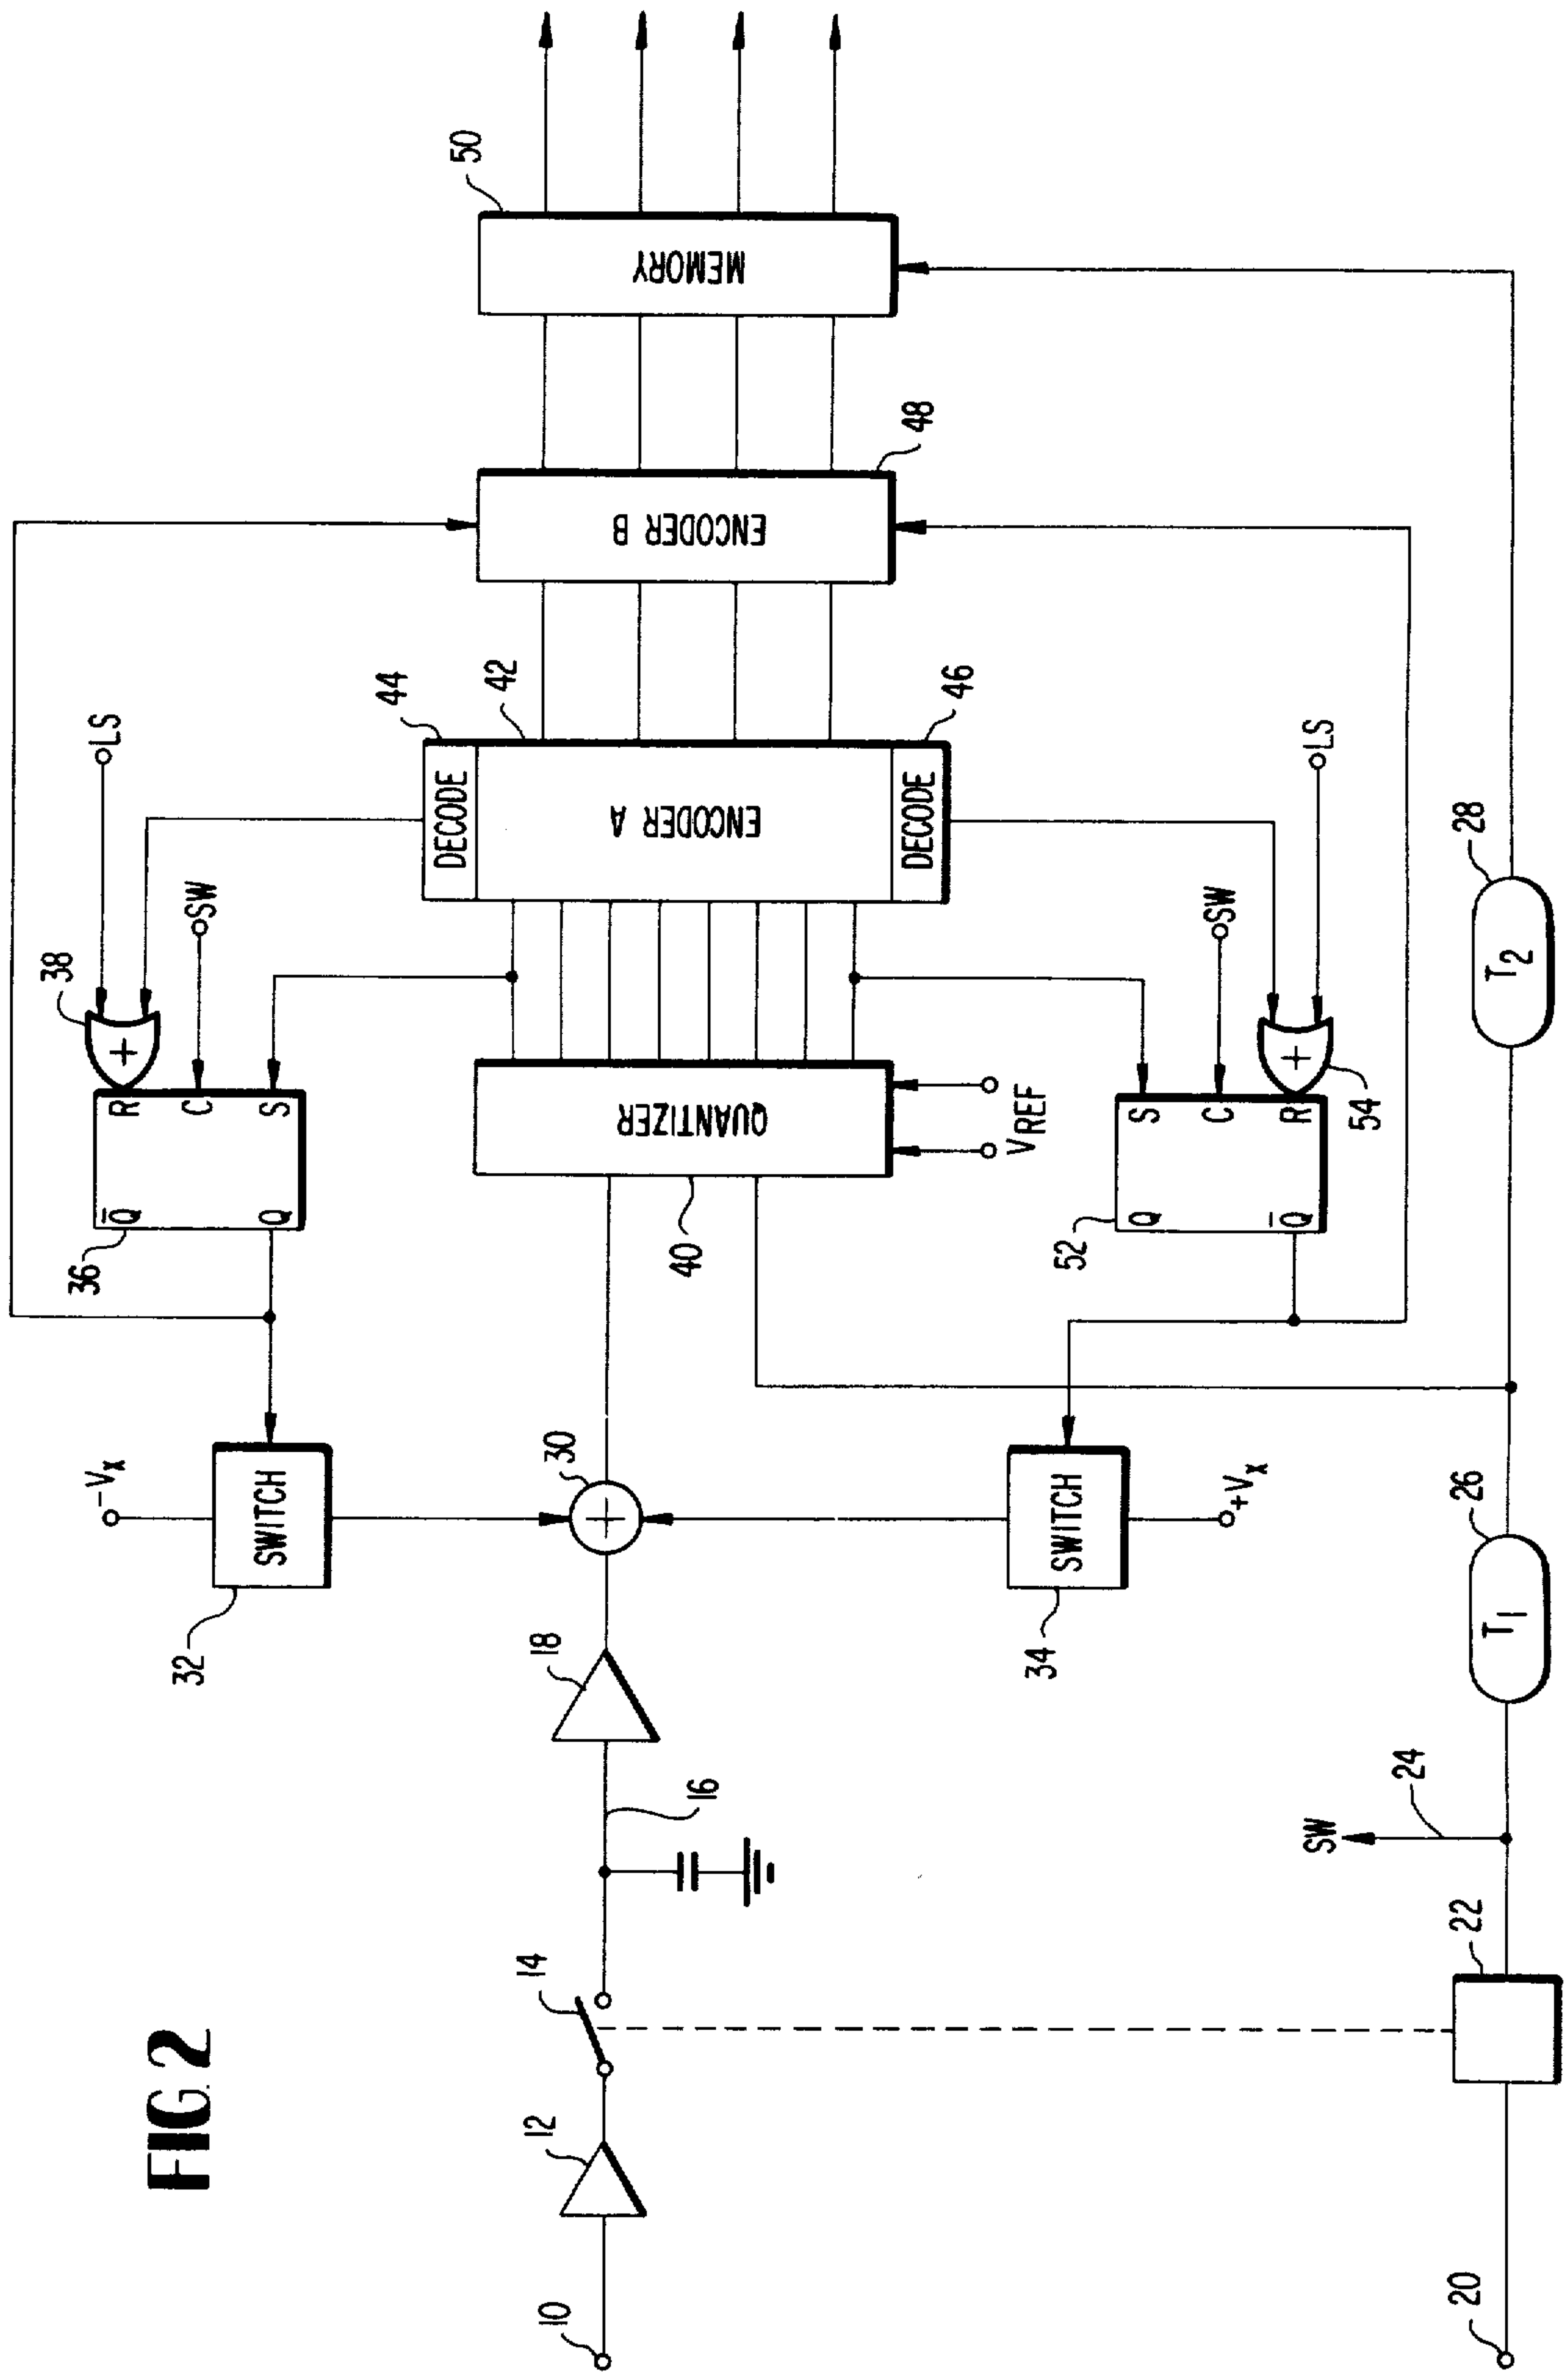 FIG. 2
10
12
14
16
18
20
22
24
SW
26
T1
28
T2
30
-Vx
SWITCH
32
+Vx
SWITCH
34
36
Q̅
Q
R
C
S
38
LS
SW
QUANTIZER
40
VREF
DECODE
44
ENCODER A
42
DECODE
46
ENCODER B
48
MEMORY
50
52
Q
Q̅
S
C
R
54
SW
LS